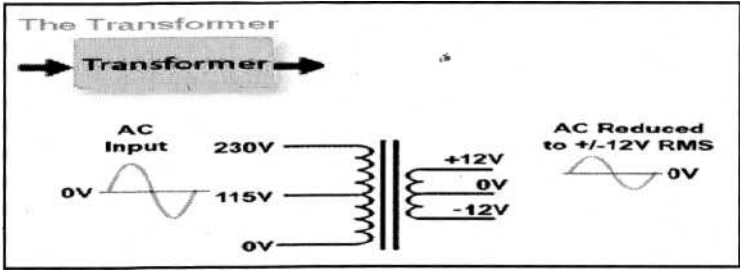 The Transformer
Transformer
AC
Input
0V
230V
115V
0V
+12V
0V
-12V
AC Reduced
to +/-12V RMS
0V